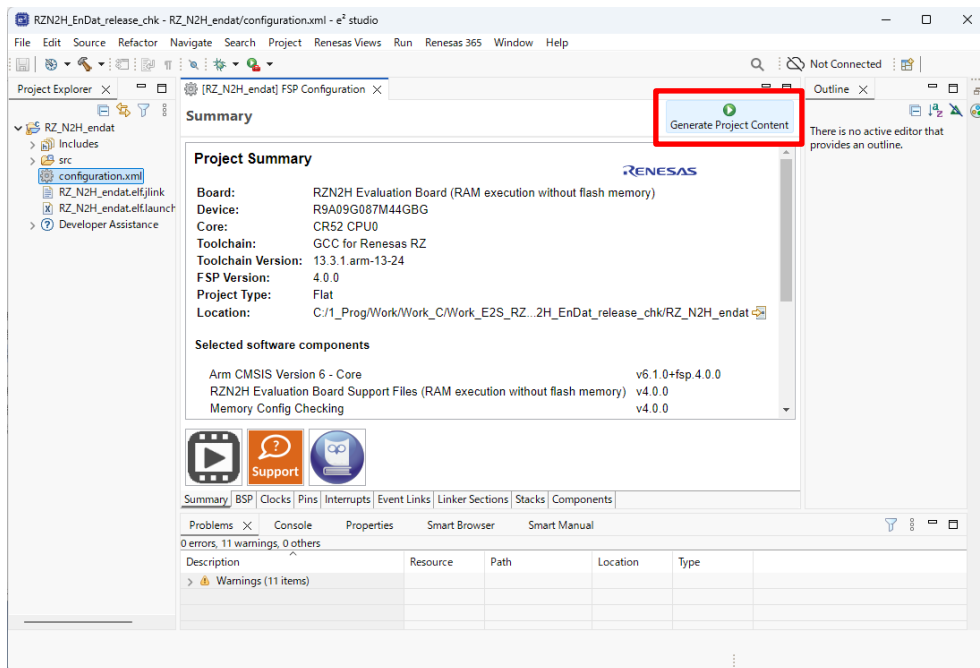 RZN2H_EnDat_release_chk - RZ_N2H_endat/configuration.xml - e² studio
File Edit Source Refactor Navigate Search Project Renesas Views Run Renesas 365 Window Help
Not Connected
Project Explorer
[RZ_N2H_endat] FSP Configuration
Outline
RZ_N2H_endat
Includes
src
configuration.xml
RZ_N2H_endat.elf.jlink
RZ_N2H_endat.elf.launch
Developer Assistance
Summary
Generate Project Content
There is no active editor that
provides an outline.
Project Summary
RENESAS
Board: RZN2H Evaluation Board (RAM execution without flash memory)
Device: R9A09G087M44GBG
Core: CR52 CPU0
Toolchain: GCC for Renesas RZ
Toolchain Version: 13.3.1.arm-13-24
FSP Version: 4.0.0
Project Type: Flat
Location: C:/1_Prog/Work/Work_C/Work_E2S_RZ...2H_EnDat_release_chk/RZ_N2H_endat
Selected software components
Arm CMSIS Version 6 - Core v6.1.0+fsp.4.0.0
RZN2H Evaluation Board Support Files (RAM execution without flash memory) v4.0.0
Memory Config Checking v4.0.0
Support
Summary BSP Clocks Pins Interrupts Event Links Linker Sections Stacks Components
Problems Console Properties Smart Browser Smart Manual
0 errors, 11 warnings, 0 others
Description Resource Path Location Type
Warnings (11 items)